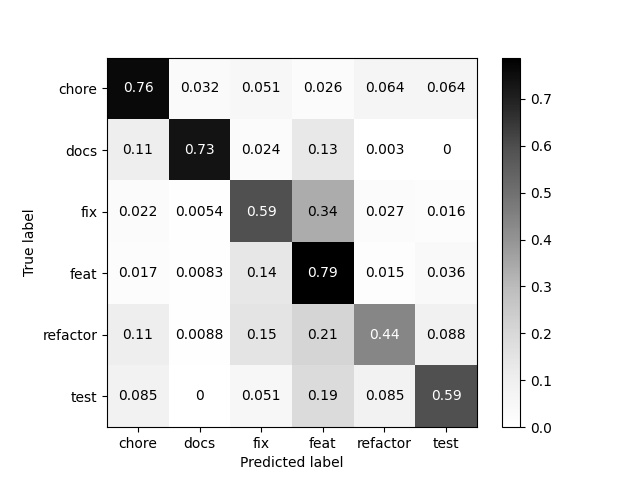 chore 0.76 0.032 0.051 0.026 0.064 0.064
docs 0.11 0.73 0.024 0.13 0.003 0
fix 0.022 0.0054 0.59 0.34 0.027 0.016
feat 0.017 0.0083 0.14 0.79 0.015 0.036
refactor 0.11 0.0088 0.15 0.21 0.44 0.088
test 0.085 0 0.051 0.19 0.085 0.59
chore docs fix feat refactor test
Predicted label
True label
0.7
0.6
0.5
0.4
0.3
0.2
0.1
0.0